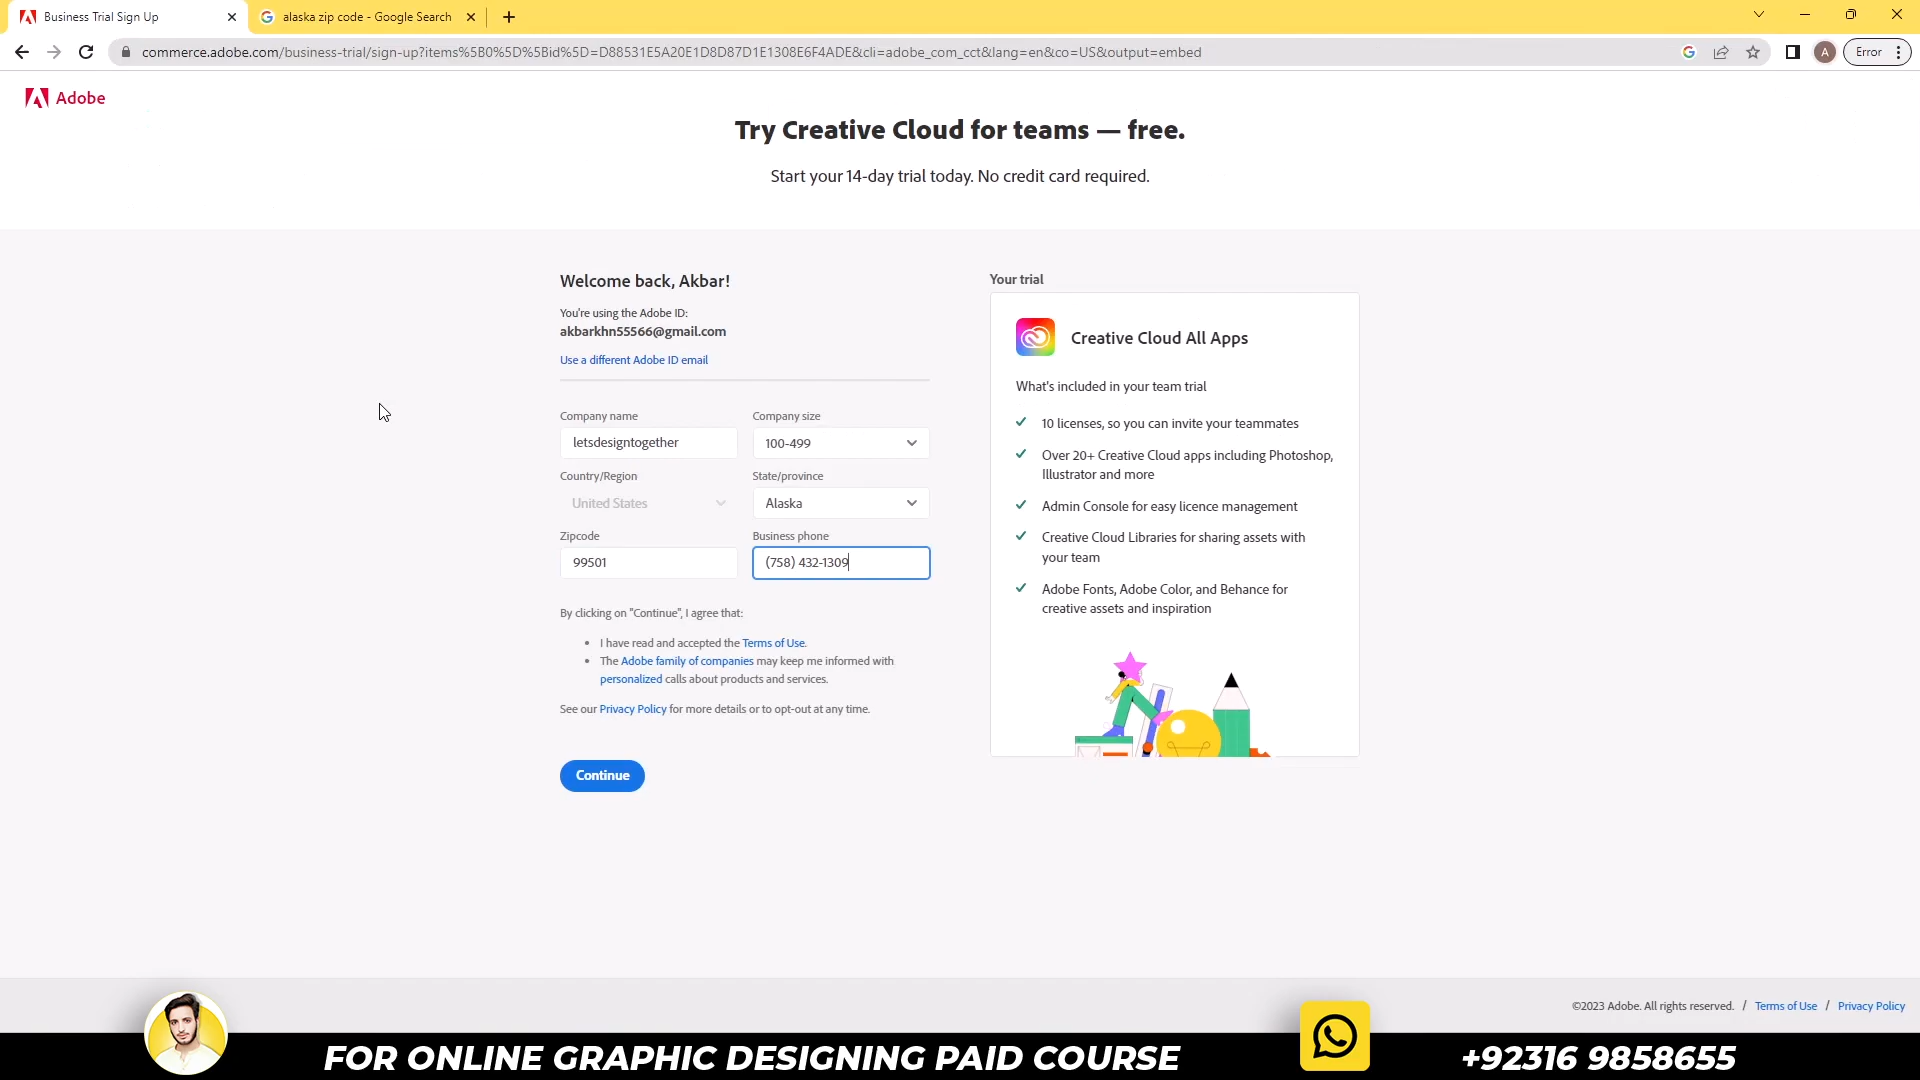 Business Trial Sign Up
alaska zip code - Google Search
commerce.adobe.com/business-trial/sign-up?items%5B0%5D%5Bid%5D=D88531E5A20E1D8D87D1E1308E6F4ADE&cli=adobe_com_cct&lang=en&co=US&output=embed
A
Error
Adobe
Try Creative Cloud for teams — free.
Start your 14-day trial today. No credit card required.
Welcome back, Akbar!
You're using the Adobe ID:
akbarkhn55566@gmail.com
Use a different Adobe ID email
Company name
Company size
letsdesigntogether
100-499
Country/Region
State/province
United States
Alaska
Zipcode
Business phone
99501
(758) 432-1309
By clicking on "Continue", I agree that:
• I have read and accepted the Terms of Use.
• The Adobe family of companies may keep me informed with
personalized calls about products and services.
See our Privacy Policy for more details or to opt-out at any time.
Continue
Your trial
Creative Cloud All Apps
What's included in your team trial
10 licenses, so you can invite your teammates
Over 20+ Creative Cloud apps including Photoshop,
Illustrator and more
Admin Console for easy licence management
Creative Cloud Libraries for sharing assets with
your team
Adobe Fonts, Adobe Color, and Behance for
creative assets and inspiration
©2023 Adobe. All rights reserved. / Terms of Use / Privacy Policy
FOR ONLINE GRAPHIC DESIGNING PAID COURSE
+92316 9858655